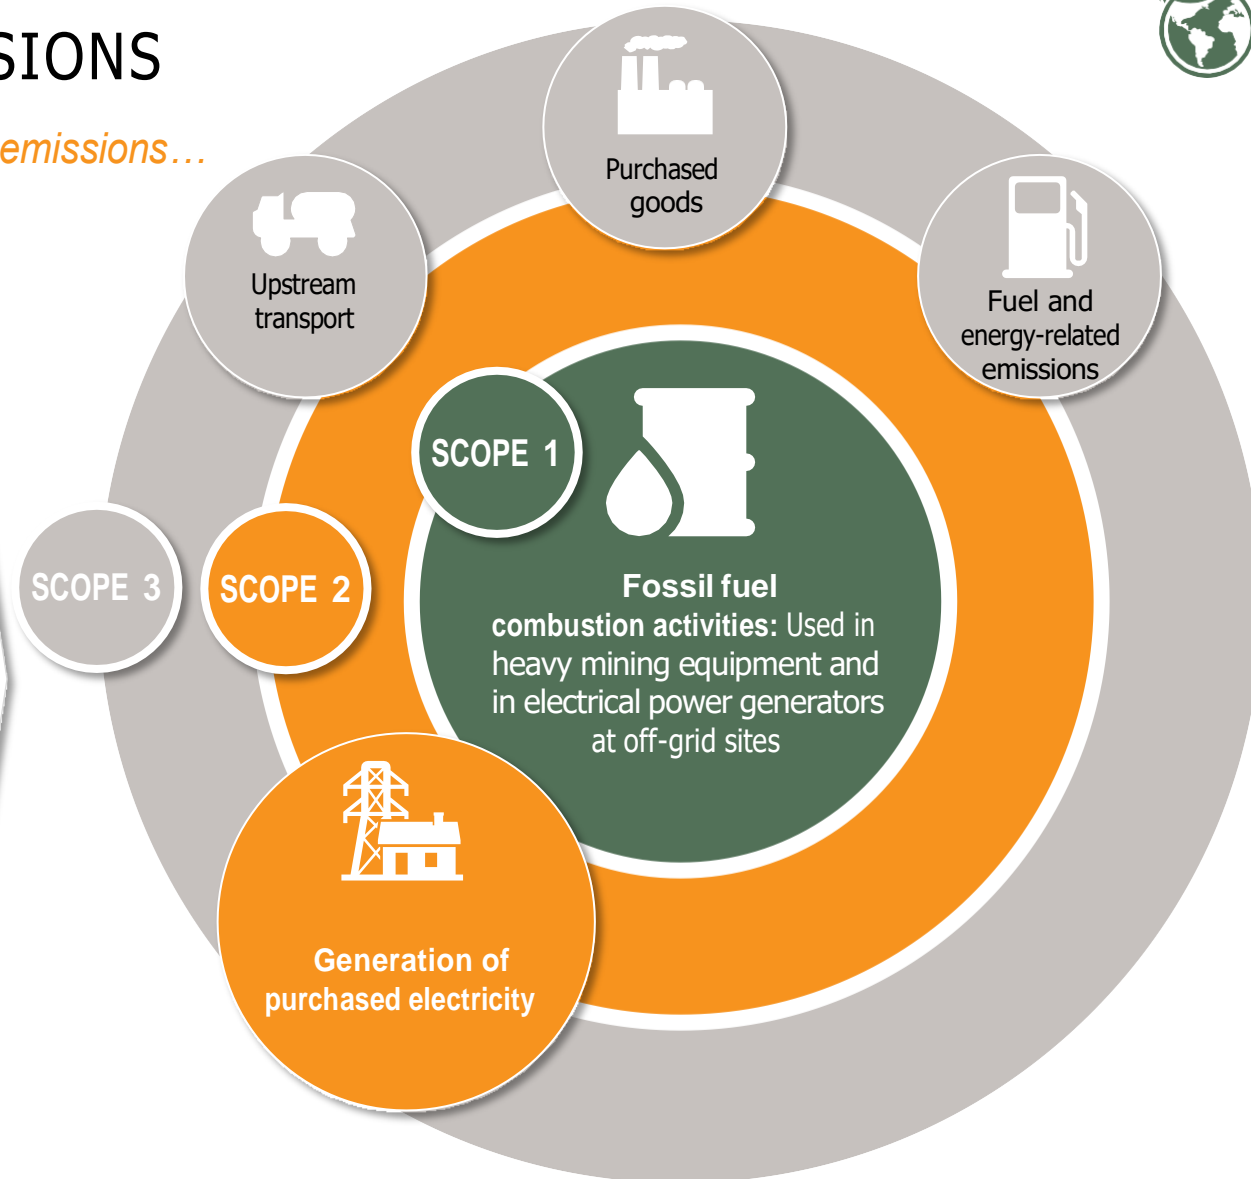 SIONS
emissions…
Purchased
goods
Upstream
transport
Fuel and
energy-related
emissions
SCOPE 1
SCOPE 3
SCOPE 2
Fossil fuel
combustion activities: Used in
heavy mining equipment and
in electrical power generators
at off-grid sites
Generation of
purchased electricity